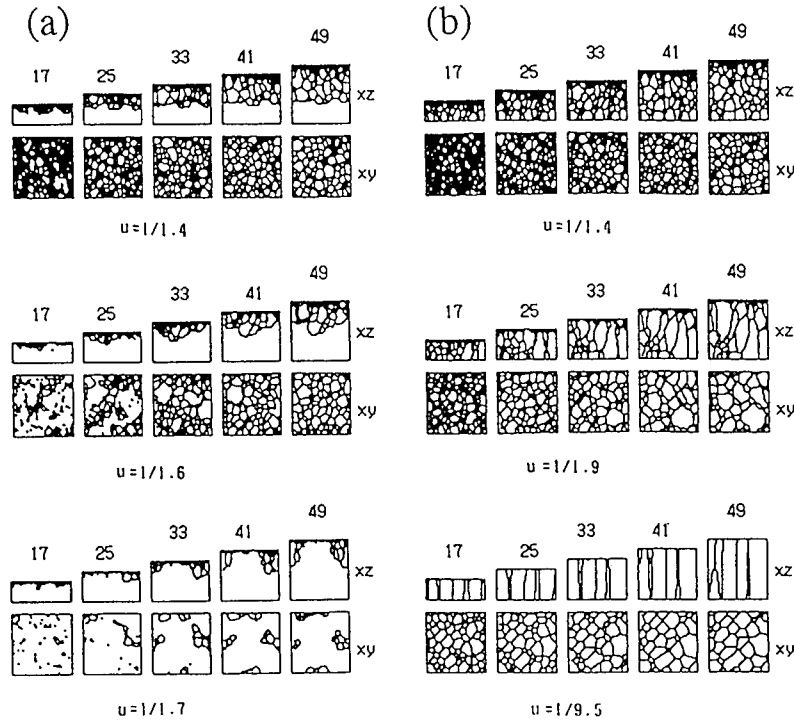 (a)
17 25 33 41 49
xz
xy
u=1/1.4
17 25 33 41 49
xz
xy
u=1/1.6
17 25 33 41 49
xz
xy
u=1/1.7
(b)
17 25 33 41 49
xz
xy
u=1/1.4
17 25 33 41 49
xz
xy
u=1/1.9
17 25 33 41 49
xz
xy
u=1/9.5